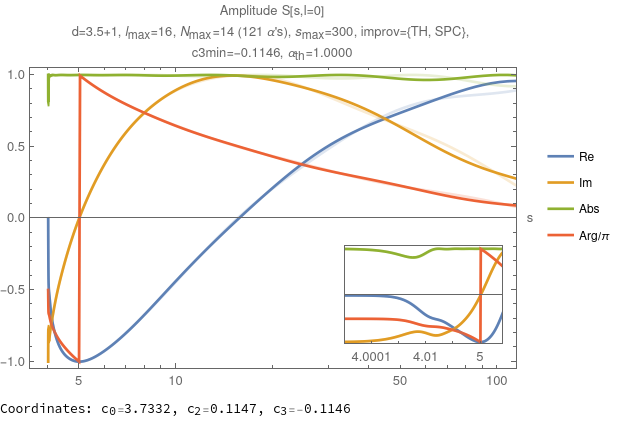 Amplitude S[s,l=0]
d=3.5+1, lmax=16, Nmax=14 (121 α's), smax=300, improv={TH, SPC},
c3min=−0.1146, αth=1.0000
1.0
0.5
0.0
−0.5
−1.0
5
10
50
100
s
Re
Im
Abs
Arg/π
4.0001
4.01
5
Coordinates: c0=3.7332, c2=0.1147, c3=−0.1146